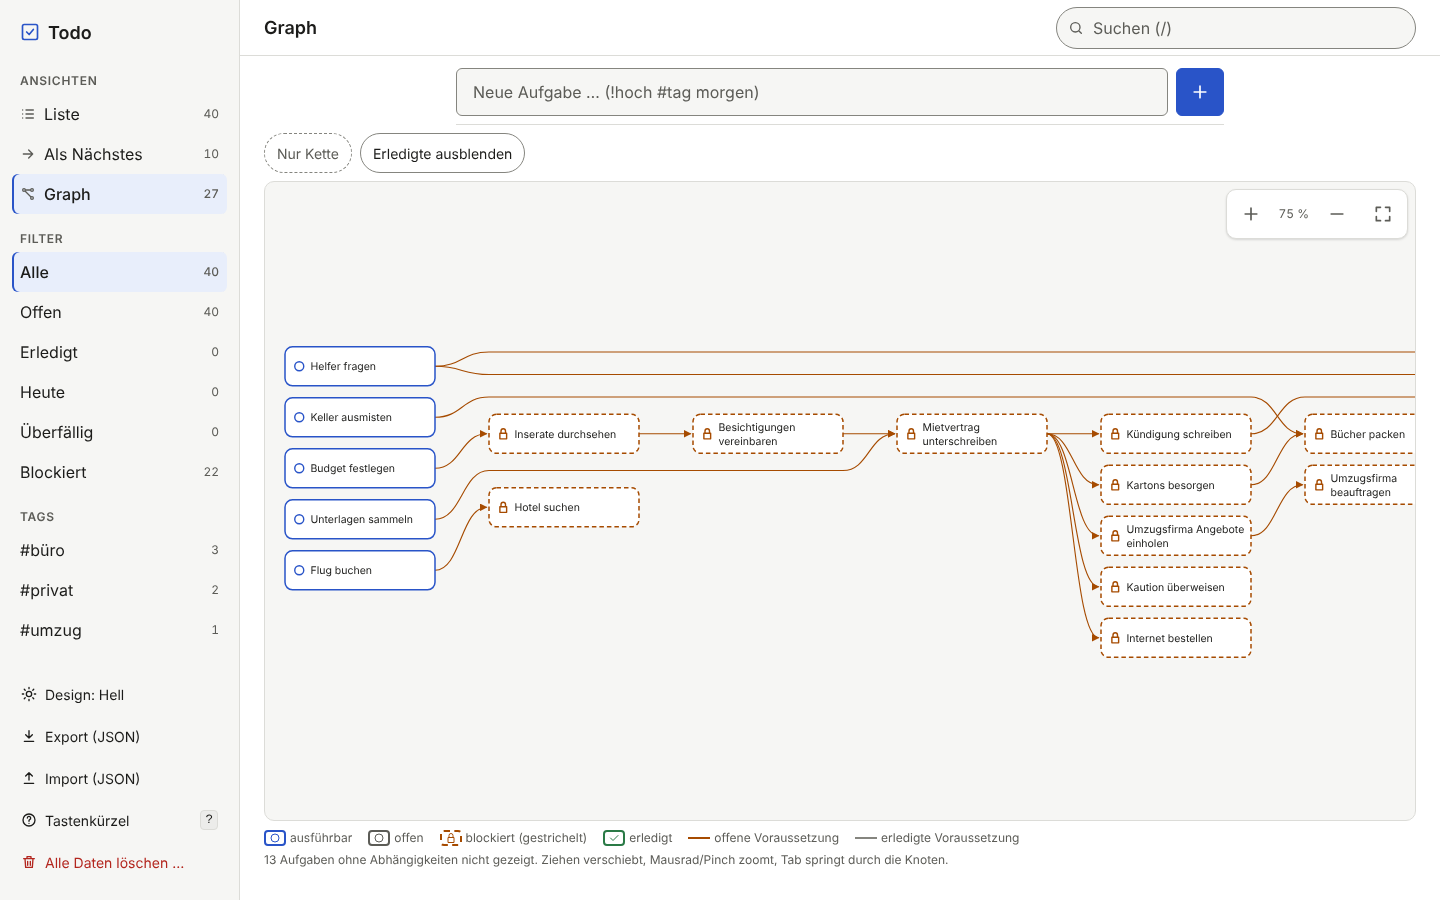 Todo
ANSICHTEN
Liste 40
Als Nächstes 10
Graph 27
FILTER
Alle 40
Offen 40
Erledigt 0
Heute 0
Überfällig 0
Blockiert 22
TAGS
#büro 3
#privat 2
#umzug 1
Design: Hell
Export (JSON)
Import (JSON)
Tastenkürzel ?
Alle Daten löschen ...
Graph
Suchen (/)
Neue Aufgabe ... (!hoch #tag morgen)
Nur Kette
Erledigte ausblenden
75 %
Helfer fragen
Keller ausmisten
Budget festlegen
Unterlagen sammeln
Flug buchen
Inserate durchsehen
Hotel suchen
Besichtigungen
vereinbaren
Mietvertrag
unterschreiben
Kündigung schreiben
Kartons besorgen
Umzugsfirma Angebote
einholen
Kaution überweisen
Internet bestellen
Bücher packen
Umzugsfirma
beauftragen
ausführbar offen blockiert (gestrichelt) erledigt offene Voraussetzung erledigte Voraussetzung
13 Aufgaben ohne Abhängigkeiten nicht gezeigt. Ziehen verschiebt, Mausrad/Pinch zoomt, Tab springt durch die Knoten.